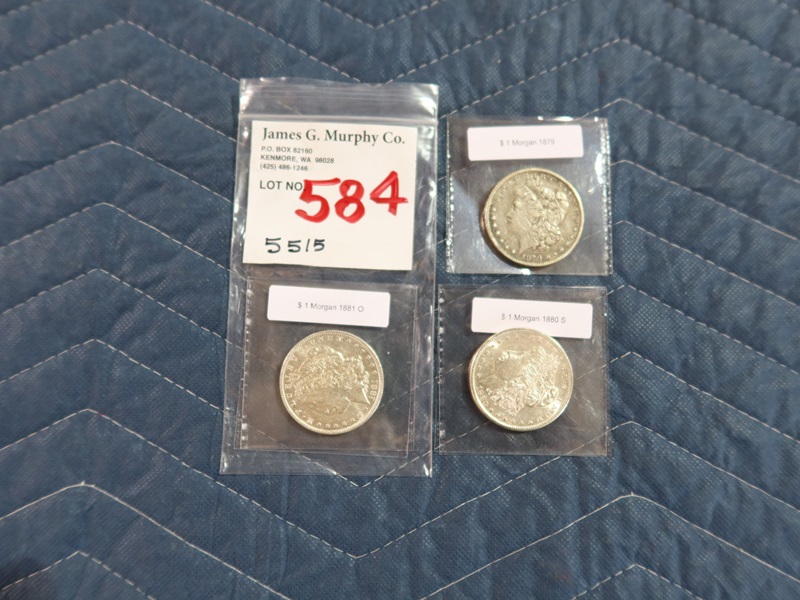 James G. Murphy Co.
P.O. BOX 82160
KENMORE, WA 98028
(425) 486-1246
LOT NO. 584
5515
$ 1 Morgan 1879
$ 1 Morgan 1881 O
$ 1 Morgan 1880 S
1879